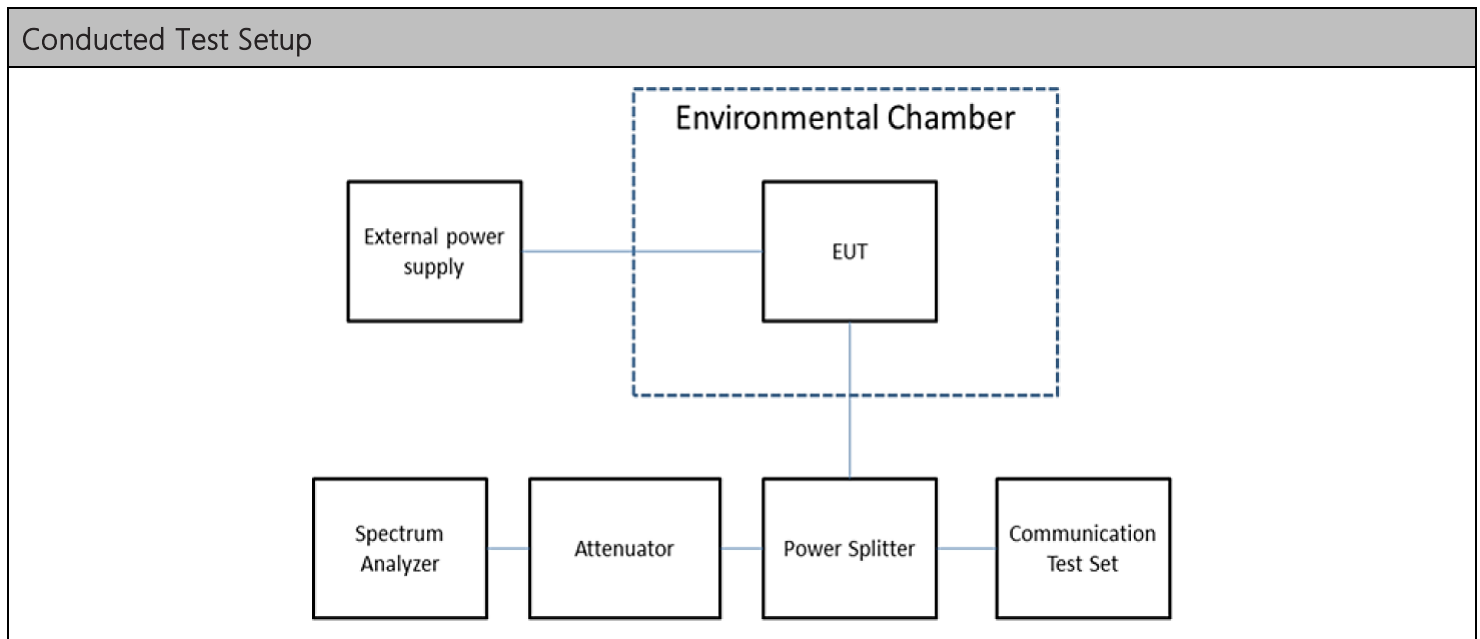 Conducted Test Setup
Environmental Chamber
External power
supply
EUT
Spectrum
Analyzer
Attenuator
Power Splitter
Communication
Test Set